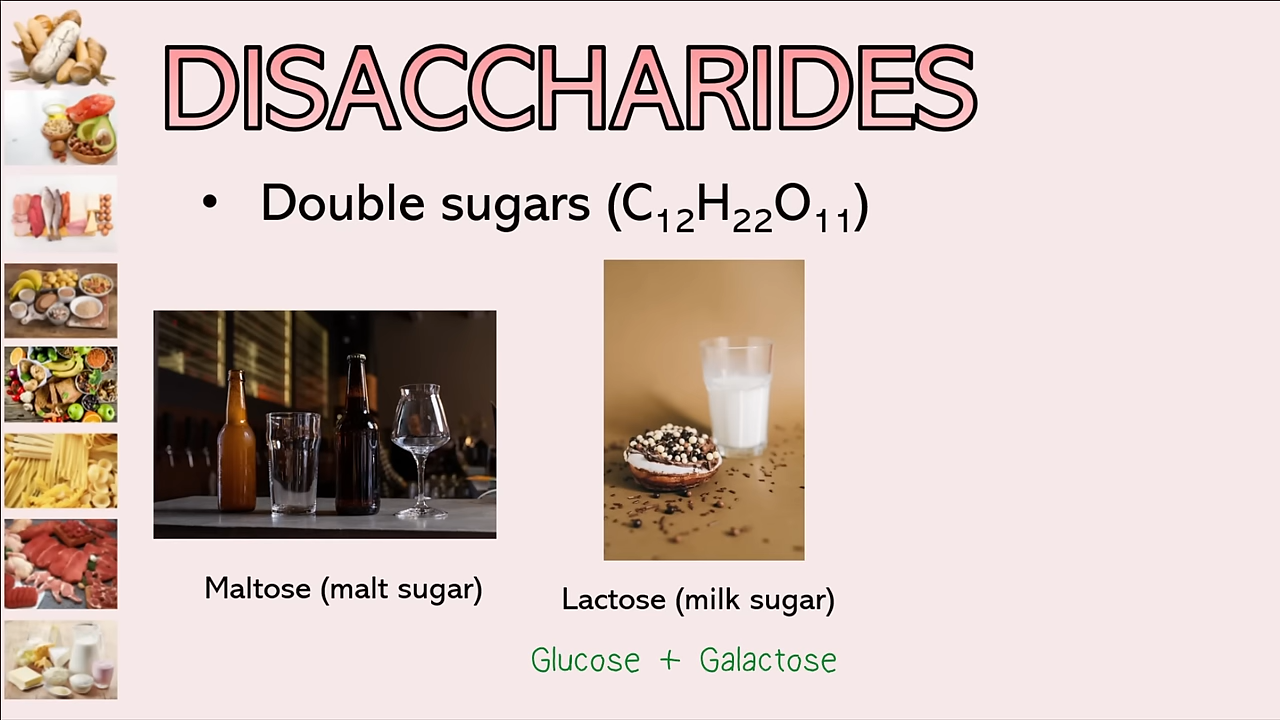 DISACCHARIDES
• Double sugars (C₁₂H₂₂O₁₁)
Maltose (malt sugar)
Lactose (milk sugar)
Glucose + Galactose